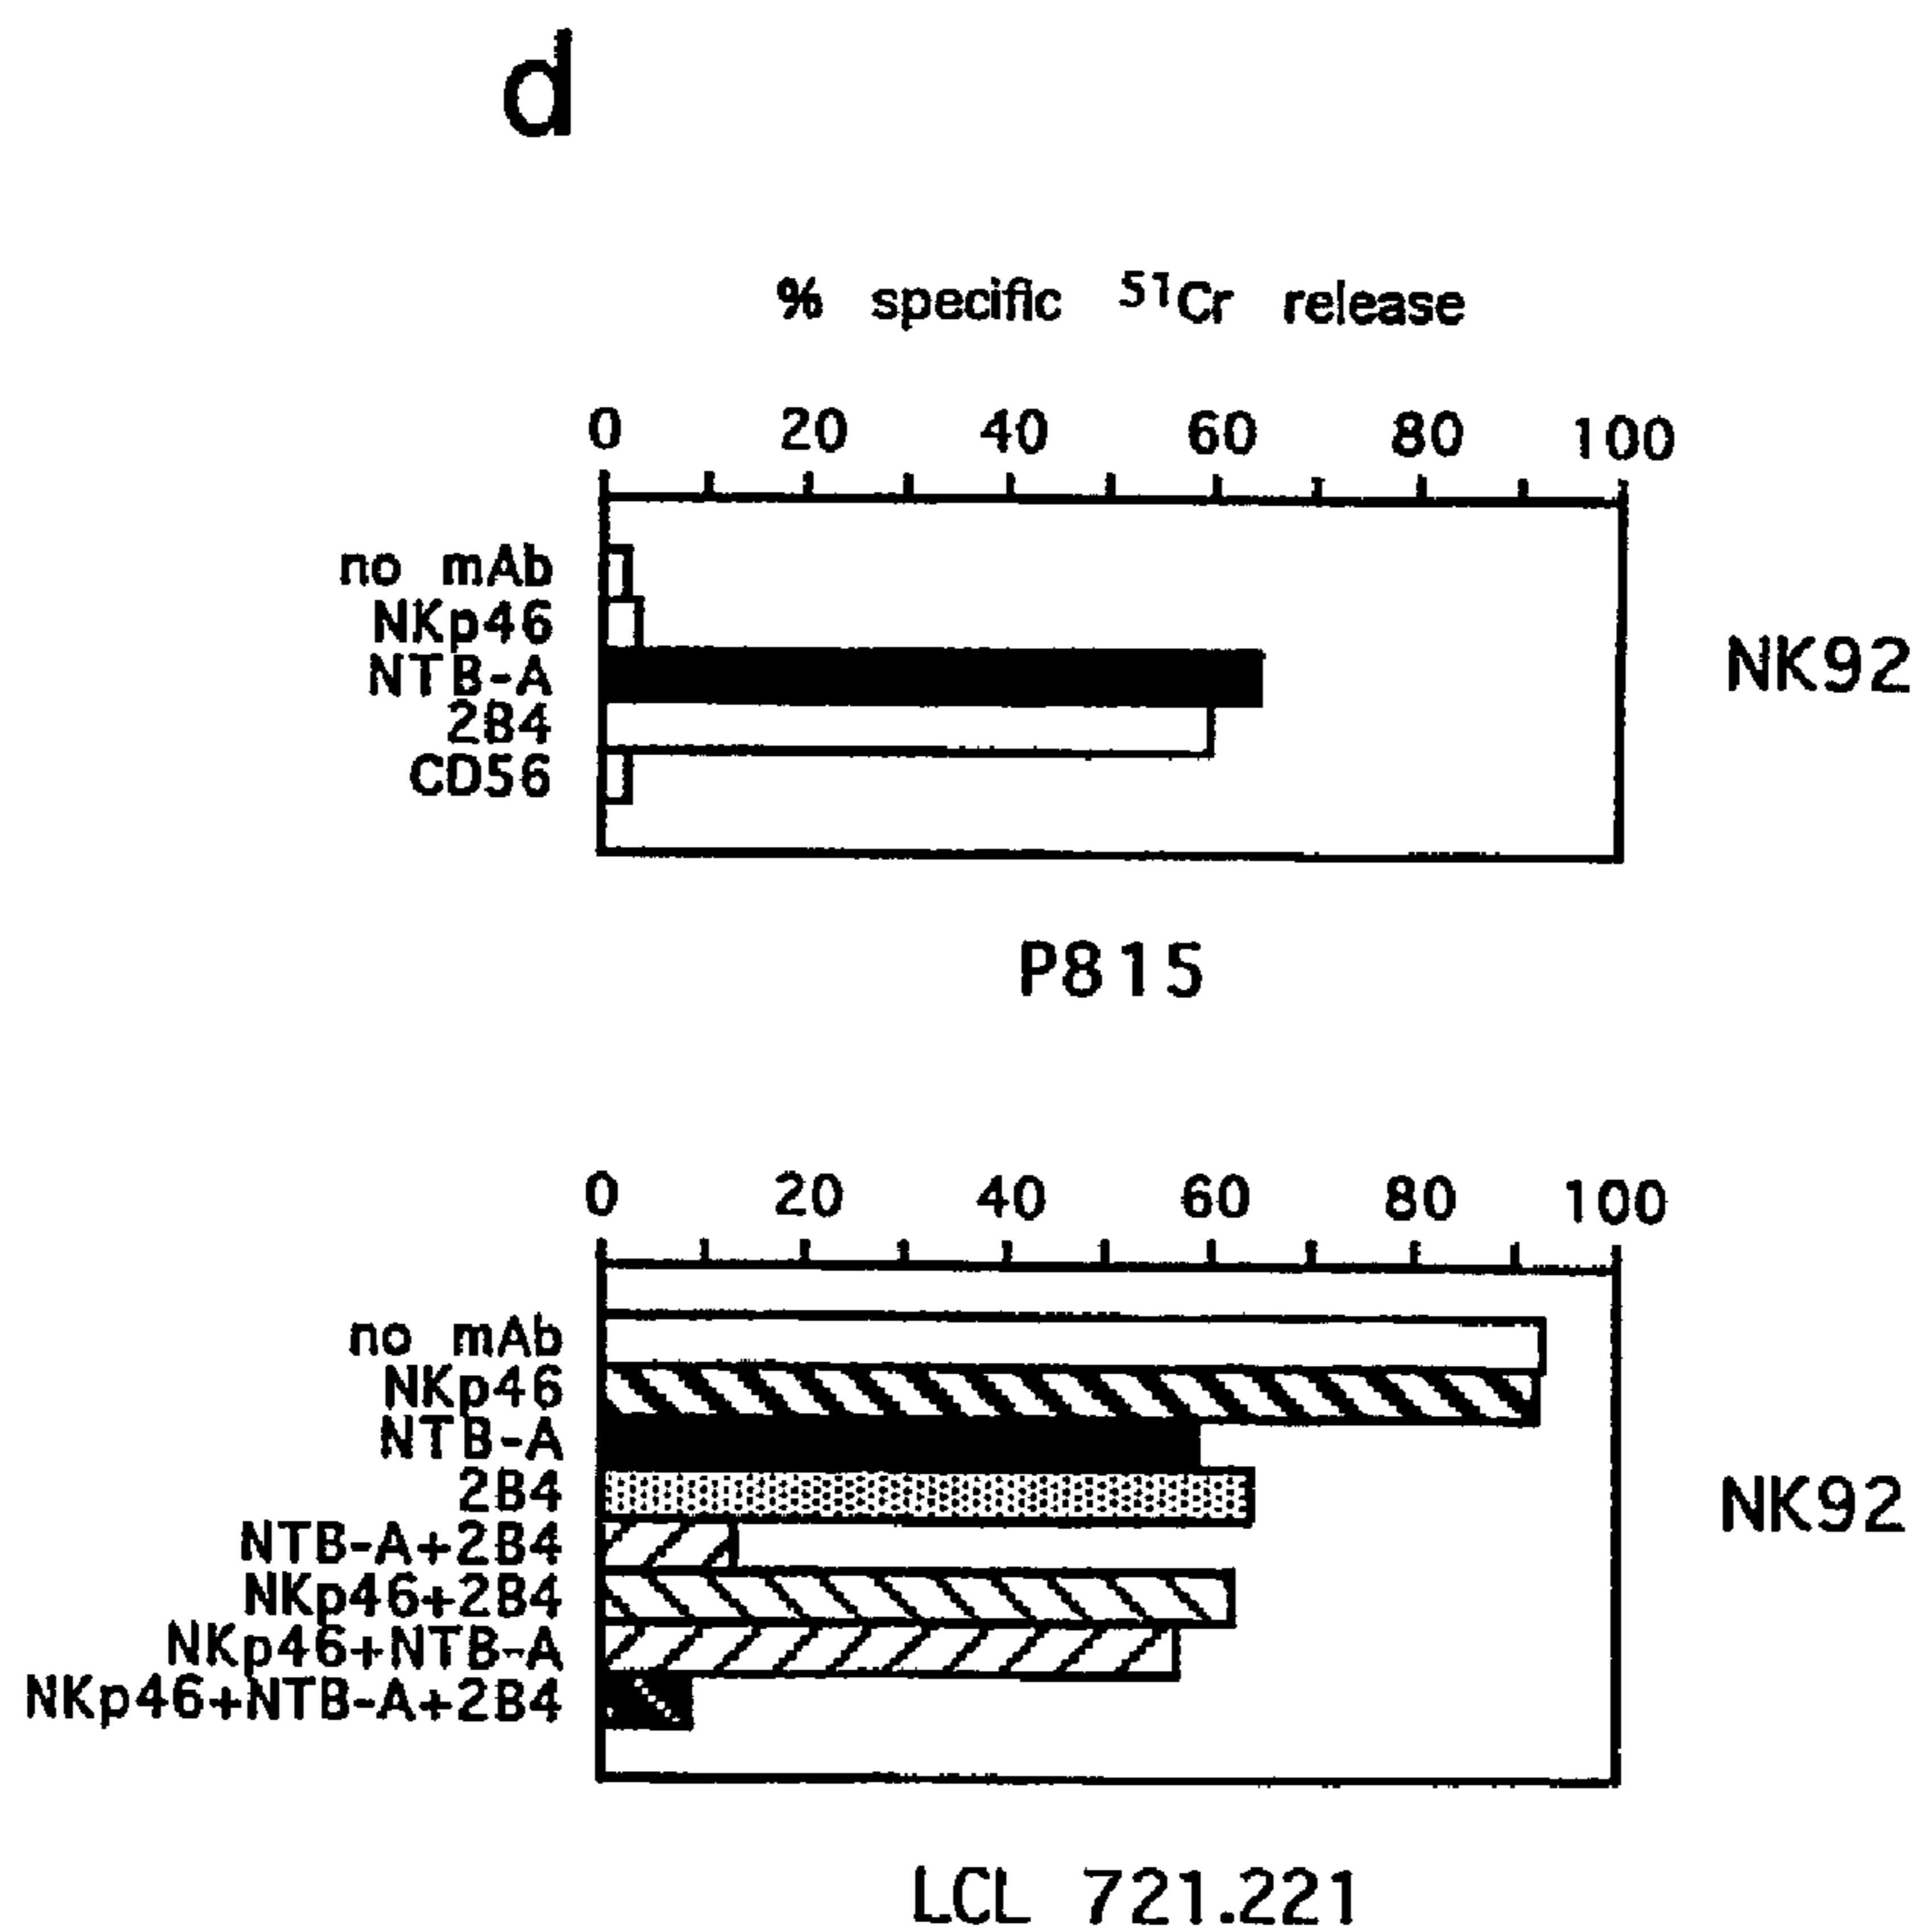 d
% specific ⁵¹Cr release
0 20 40 60 80 100
no mAb
NKp46
NTB-A
2B4
CD56
NK92
P815
0 20 40 60 80 100
no mAb
NKp46
NTB-A
2B4
NTB-A+2B4
NKp46+2B4
NKp46+NTB-A
NKp46+NTB-A+2B4
NK92
LCL 721.221